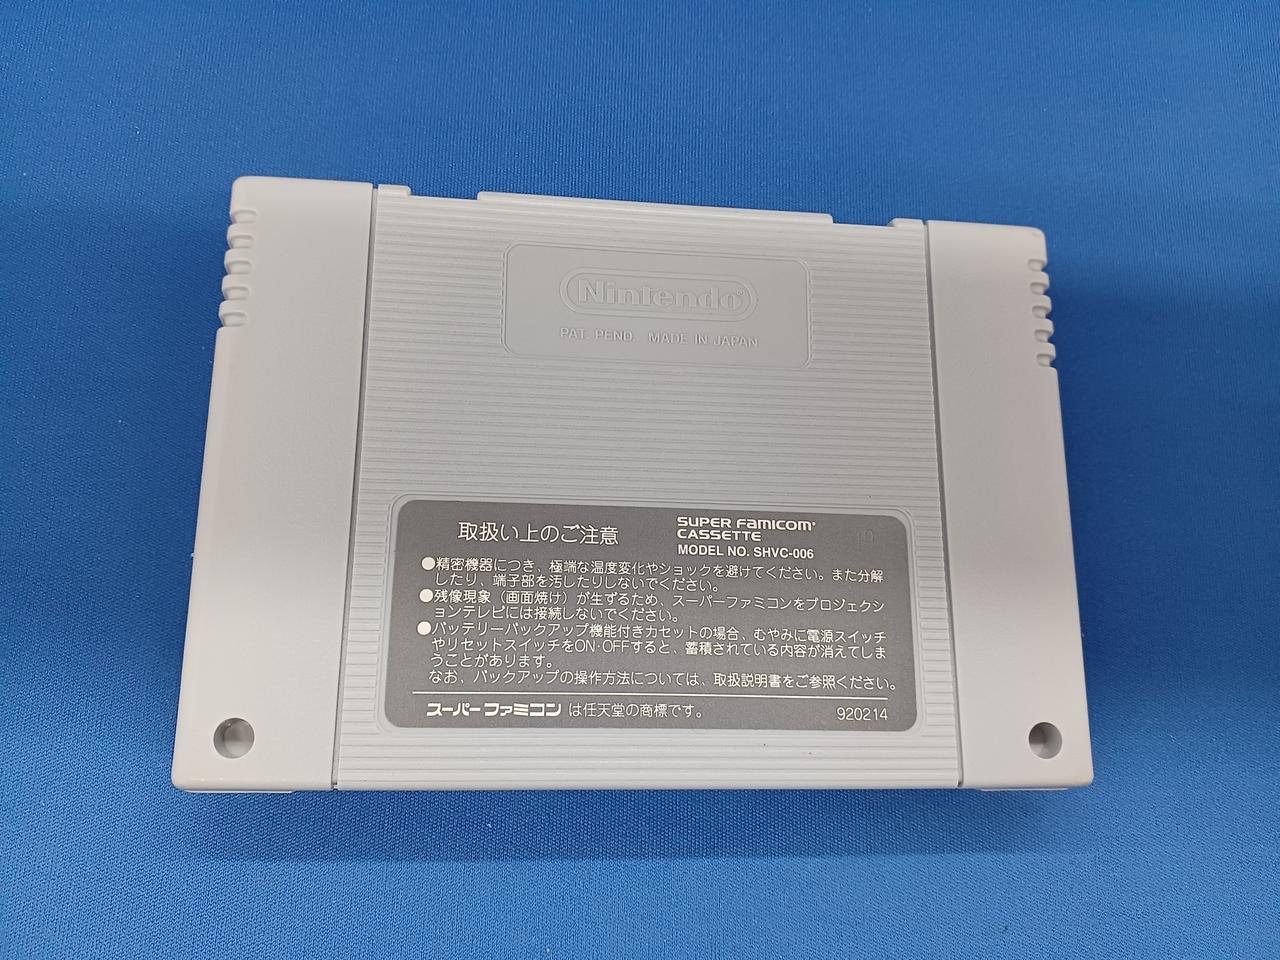 Nintendo®
PAT. PEND. MADE IN JAPAN
取扱い上のご注意
SUPER FAMICOM®
CASSETTE
MODEL NO. SHVC-006
●精密機器につき、極端な温度変化やショックを避けてください。また分解
したり、端子部を汚したりしないでください。
●残像現象（画面焼け）が生ずるため、スーパーファミコンをプロジェクシ
ョンテレビには接続しないでください。
●バッテリーバックアップ機能付きカセットの場合、むやみに電源スイッチ
やリセットスイッチをON・OFFすると、蓄積されている内容が消えてしま
うことがあります。
なお、バックアップの操作方法については、取扱説明書をご参照ください。
スーパーファミコンは任天堂の商標です。
920214